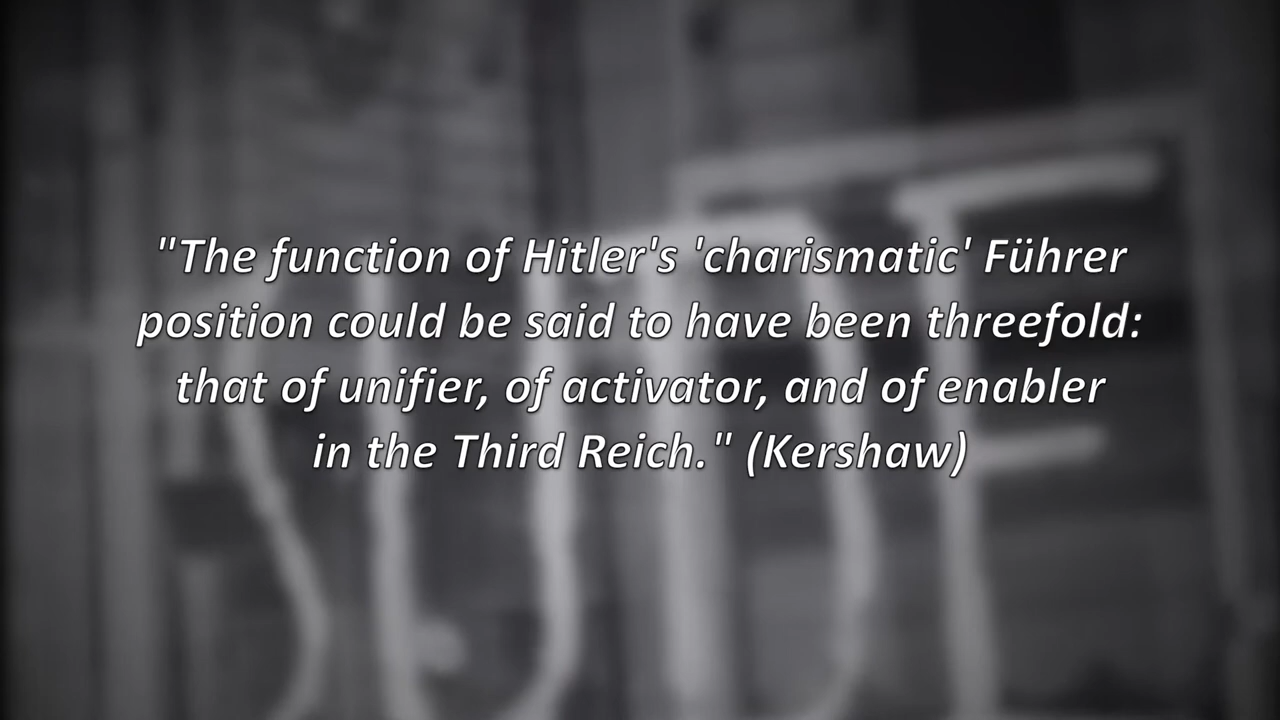 "The function of Hitler's 'charismatic' Führer
position could be said to have been threefold:
that of unifier, of activator, and of enabler
in the Third Reich." (Kershaw)